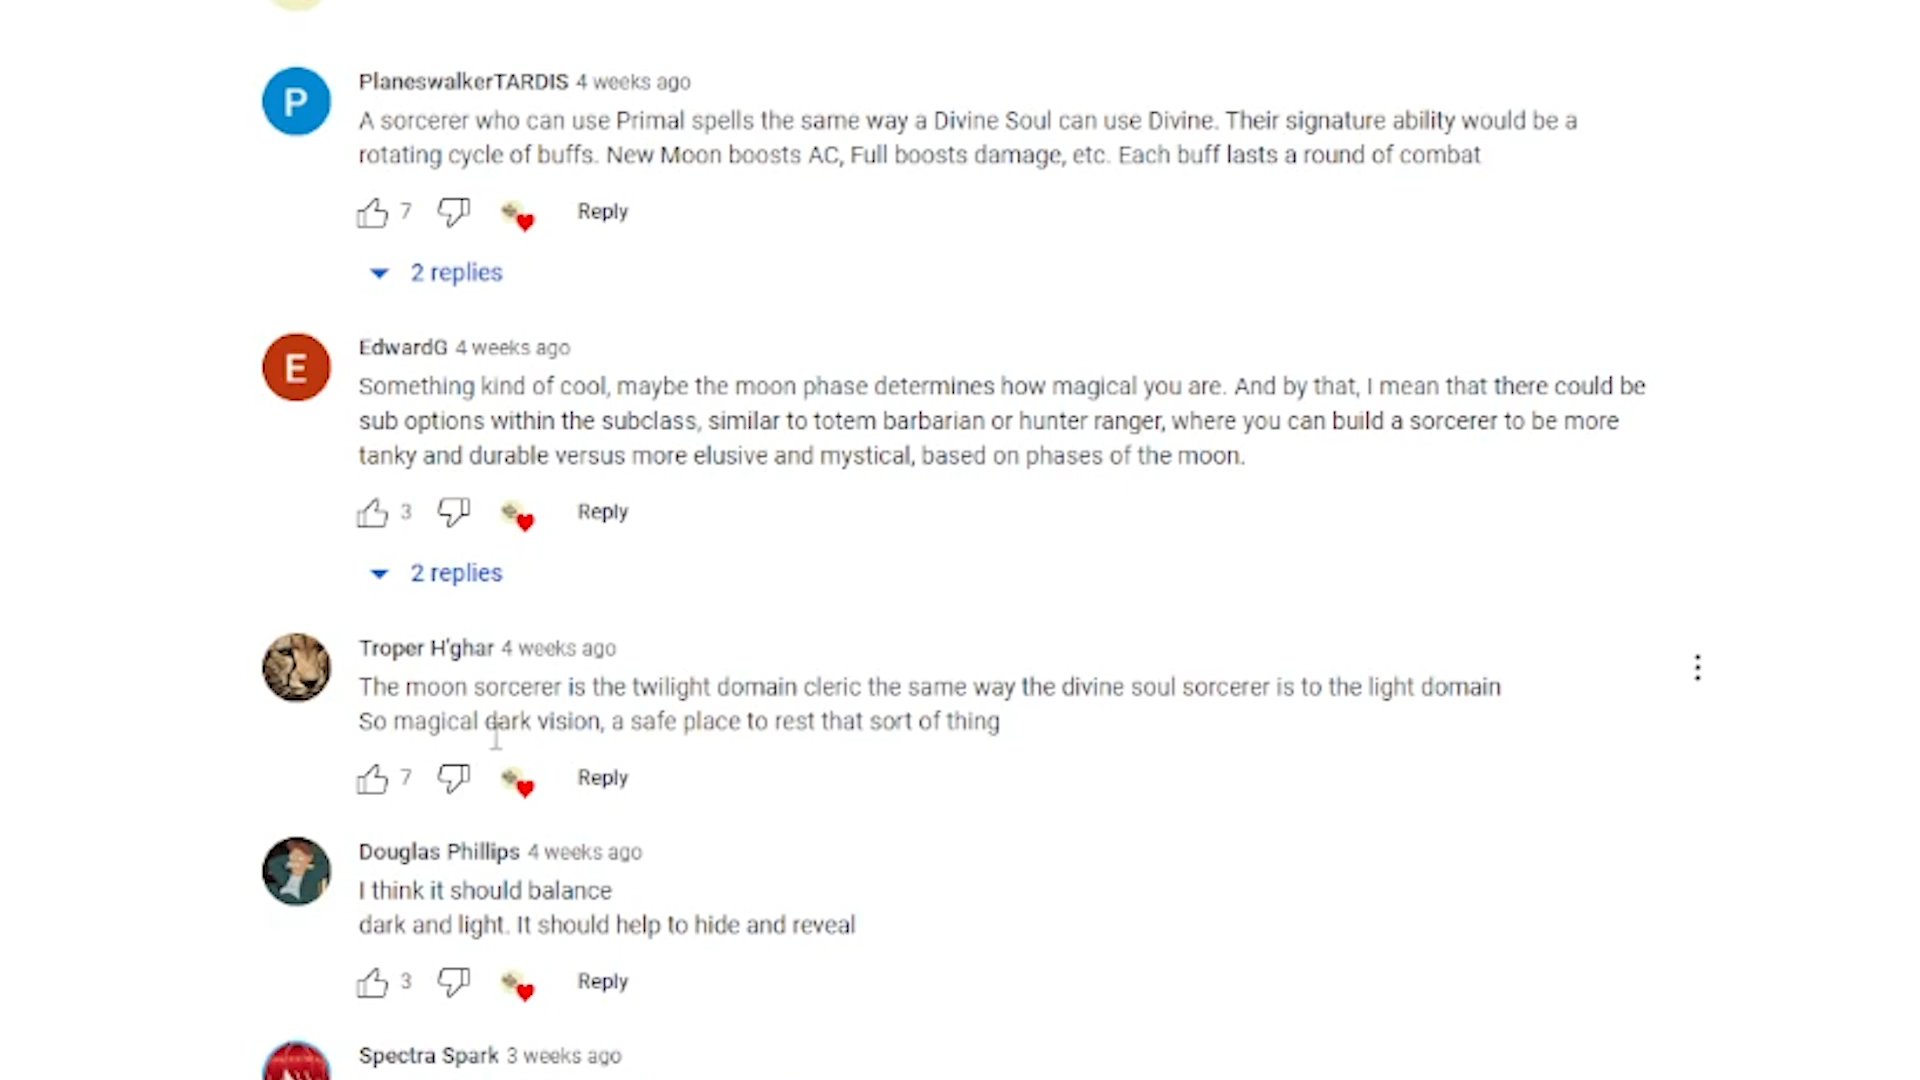 P
PlaneswalkerTARDIS 4 weeks ago
A sorcerer who can use Primal spells the same way a Divine Soul can use Divine. Their signature ability would be a
rotating cycle of buffs. New Moon boosts AC, Full boosts damage, etc. Each buff lasts a round of combat
7 Reply
2 replies
E
EdwardG 4 weeks ago
Something kind of cool, maybe the moon phase determines how magical you are. And by that, I mean that there could be
sub options within the subclass, similar to totem barbarian or hunter ranger, where you can build a sorcerer to be more
tanky and durable versus more elusive and mystical, based on phases of the moon.
3 Reply
2 replies
Troper H'ghar 4 weeks ago
The moon sorcerer is the twilight domain cleric the same way the divine soul sorcerer is to the light domain
So magical dark vision, a safe place to rest that sort of thing
7 Reply
Douglas Phillips 4 weeks ago
I think it should balance
dark and light. It should help to hide and reveal
3 Reply
Spectra Spark 3 weeks ago